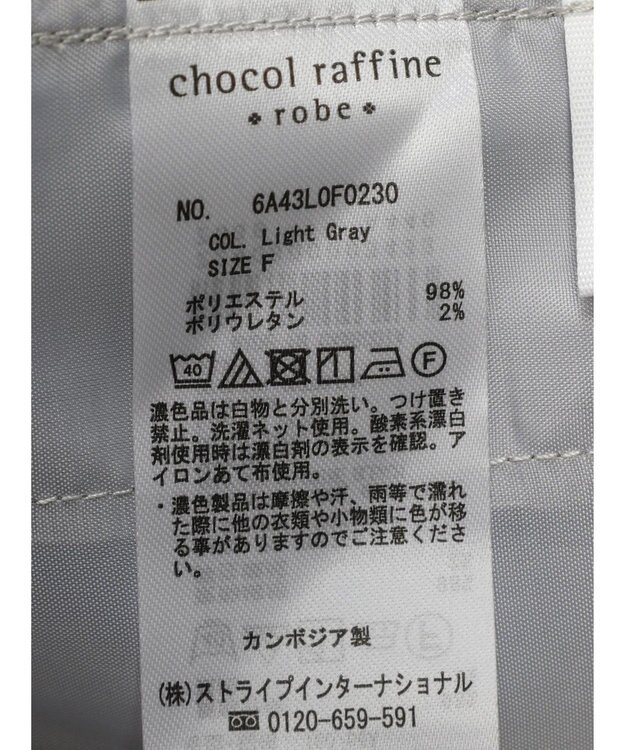 chocol raffine
robe
NO. 6A43L0F0230
COL. Light Gray
SIZE F
ポリエステル 98%
ポリウレタン 2%
40 F
濃色品は白物と分別洗い。つけ置き
禁止。洗濯ネット使用。酸素系漂白
剤使用時は漂白剤の表示を確認。ア
イロンあて布使用。
・濃色製品は摩擦や汗、雨等で濡れ
た際に他の衣類や小物類に色が移
る事がありますのでご注意くださ
い。
カンボジア製
(株)ストライプインターナショナル
0120-659-591